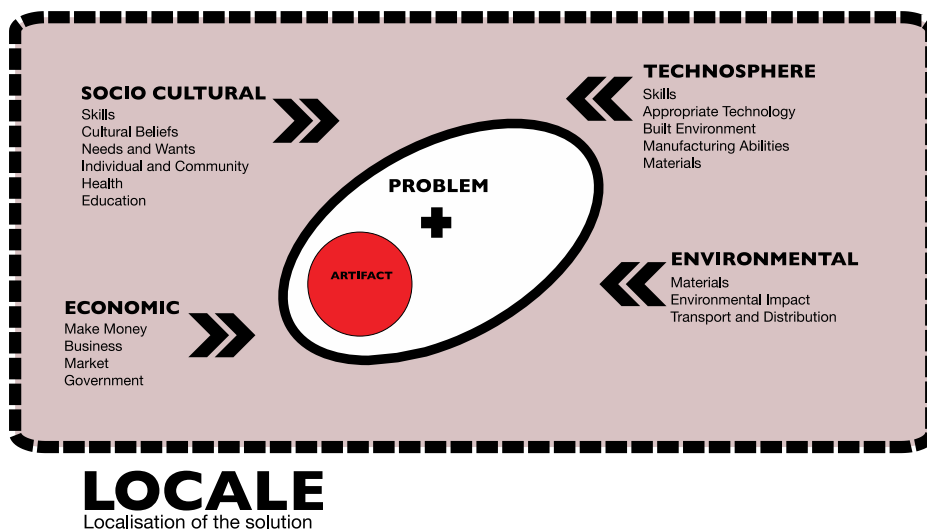 SOCIO CULTURAL
Skills
Cultural Beliefs
Needs and Wants
Individual and Community
Health
Education
TECHNOSPHERE
Skills
Appropriate Technology
Built Environment
Manufacturing Abilities
Materials
PROBLEM
ARTIFACT
ECONOMIC
Make Money
Business
Market
Government
ENVIRONMENTAL
Materials
Environmental Impact
Transport and Distribution
LOCALE
Localisation of the solution